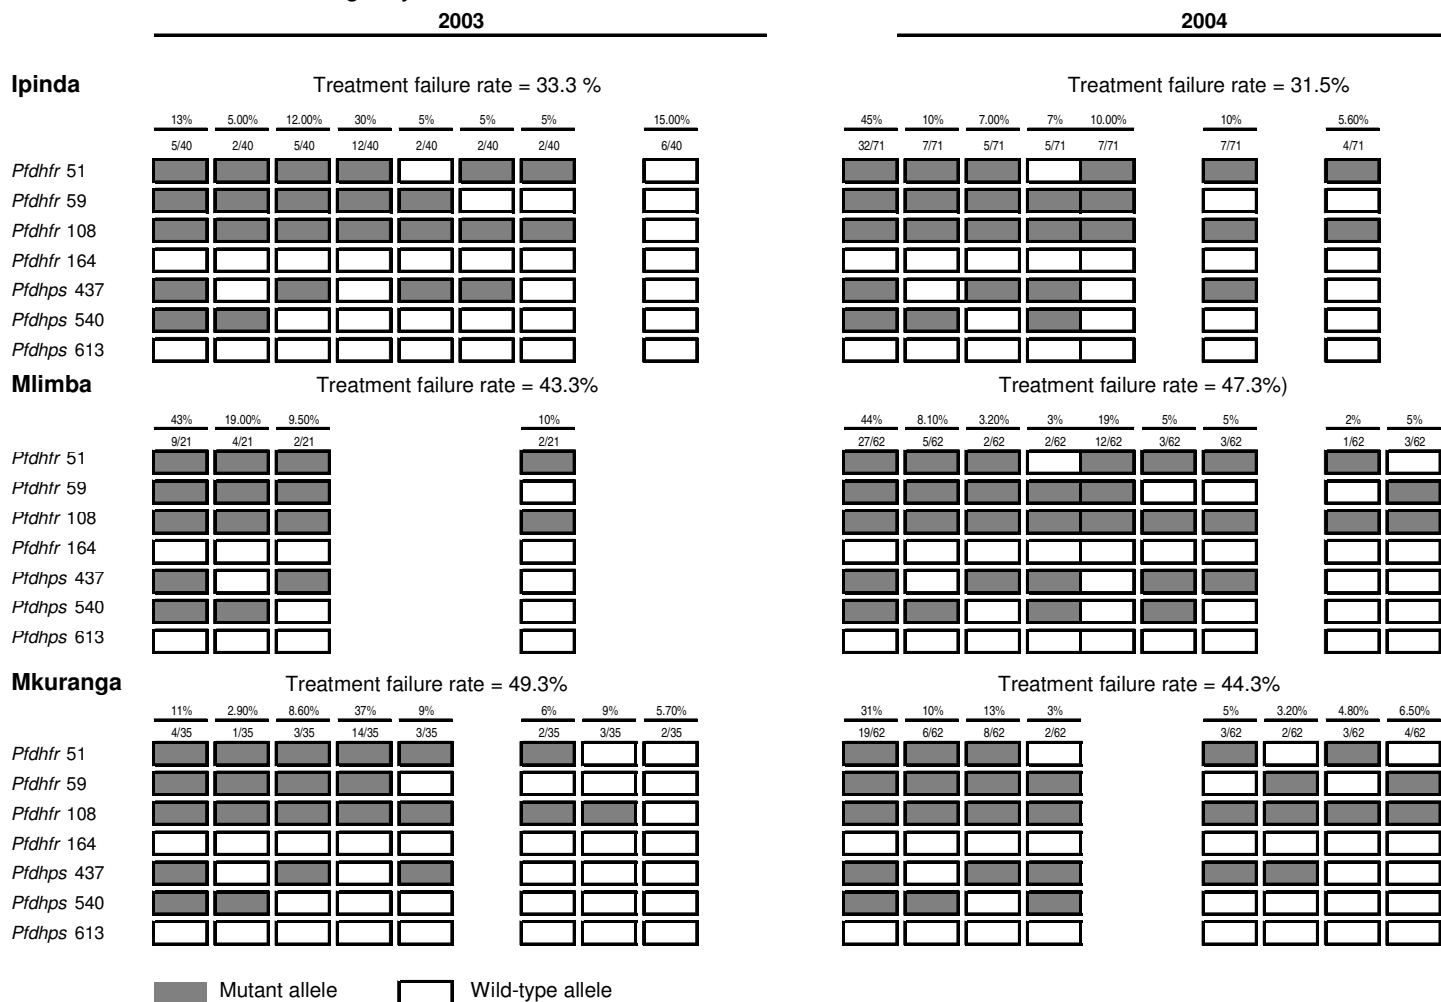 2003 2004
Ipinda Treatment failure rate = 33.3 % Treatment failure rate = 31.5%
13% 5.00% 12.00% 30% 5% 5% 5% 15.00% 45% 10% 7.00% 7% 10.00% 10% 5.60%
5/40 2/40 5/40 12/40 2/40 2/40 2/40 6/40 32/71 7/71 5/71 5/71 7/71 7/71 4/71
Pfdhfr 51
Pfdhfr 59
Pfdhfr 108
Pfdhfr 164
Pfdhps 437
Pfdhps 540
Pfdhps 613
Mlimba Treatment failure rate = 43.3% Treatment failure rate = 47.3%)
43% 19.00% 9.50% 10% 44% 8.10% 3.20% 3% 19% 5% 5% 2% 5%
9/21 4/21 2/21 2/21 27/62 5/62 2/62 2/62 12/62 3/62 3/62 1/62 3/62
Pfdhfr 51
Pfdhfr 59
Pfdhfr 108
Pfdhfr 164
Pfdhps 437
Pfdhps 540
Pfdhps 613
Mkuranga Treatment failure rate = 49.3% Treatment failure rate = 44.3%
11% 2.90% 8.60% 37% 9% 6% 9% 5.70% 31% 10% 13% 3% 5% 3.20% 4.80% 6.50%
4/35 1/35 3/35 14/35 3/35 2/35 3/35 2/35 19/62 6/62 8/62 2/62 3/62 2/62 3/62 4/62
Pfdhfr 51
Pfdhfr 59
Pfdhfr 108
Pfdhfr 164
Pfdhps 437
Pfdhps 540
Pfdhps 613
Mutant allele Wild-type allele